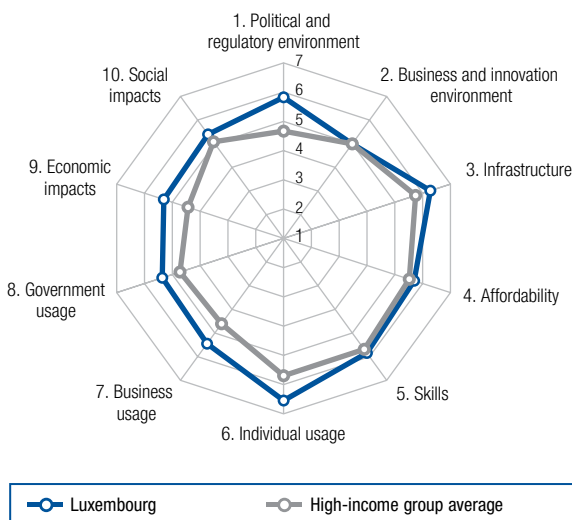 1. Political and
regulatory environment
10. Social
impacts
2. Business and innovation
environment
9. Economic
impacts
3. Infrastructure
8. Government
usage
4. Affordability
7. Business
usage
5. Skills
6. Individual usage
7
6
5
4
3
2
1
Luxembourg
High-income group average